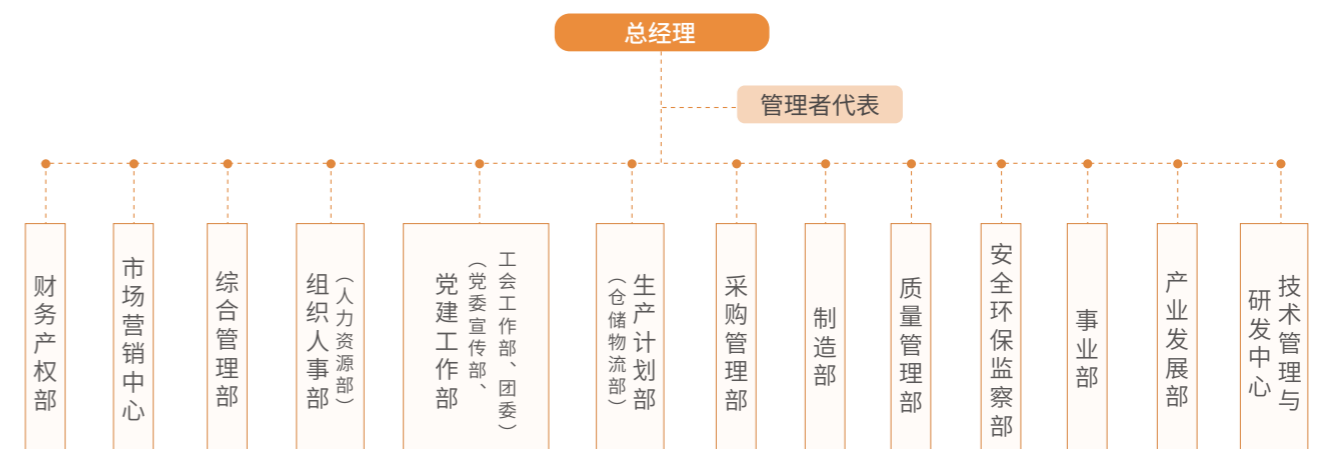 总经理
管理者代表
财务产权部
市场营销中心
综合管理部
组织人事部
（人力资源部）
党建工作部
（党委宣传部、
工会工作部、团委）
生产计划部
（仓储物流部）
采购管理部
制造部
质量管理部
安全环保监察部
事业部
产业发展部
技术管理与
研发中心